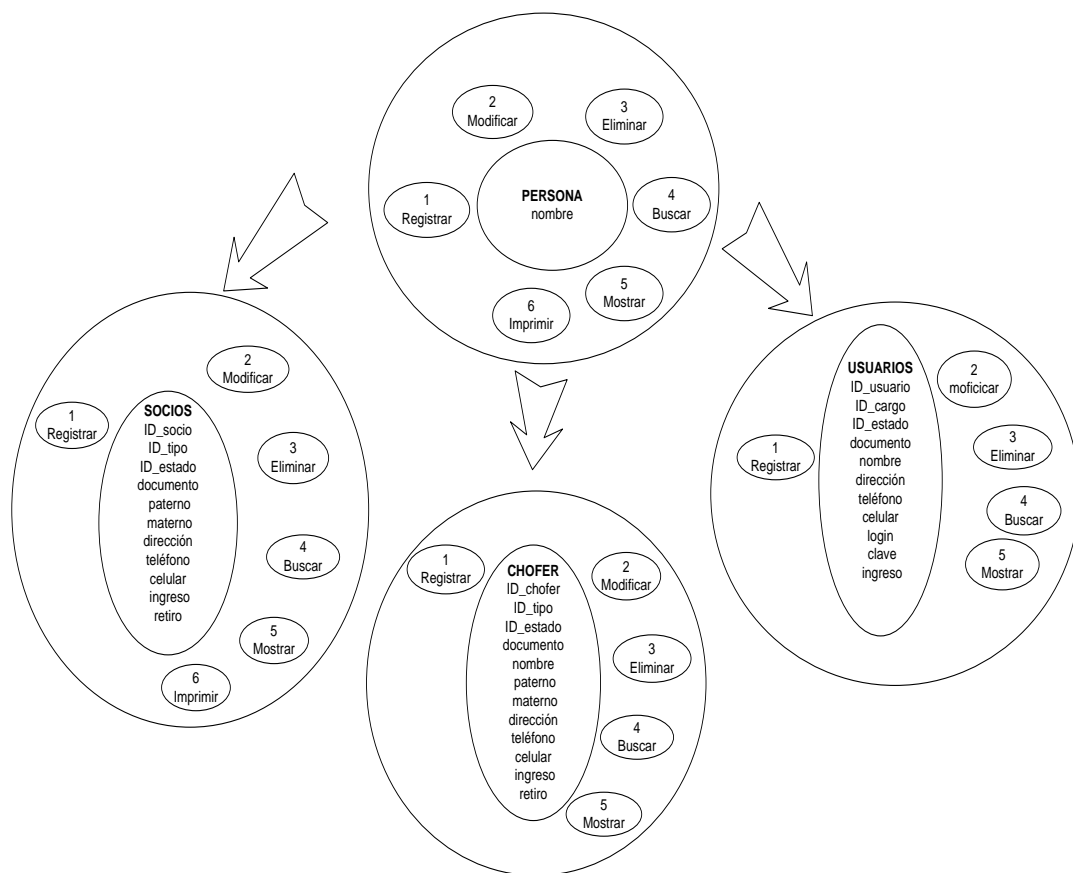 2
Modificar
3
Eliminar
1
Registrar
PERSONA
nombre
4
Buscar
5
Mostrar
6
Imprimir
2
Modificar
1
Registrar
SOCIOS
ID_socio
ID_tipo
ID_estado
documento
paterno
materno
dirección
teléfono
celular
ingreso
retiro
3
Eliminar
4
Buscar
5
Mostrar
6
Imprimir
1
Registrar
CHOFER
ID_chofer
ID_tipo
ID_estado
documento
nombre
paterno
materno
dirección
teléfono
celular
ingreso
retiro
2
Modificar
3
Eliminar
4
Buscar
5
Mostrar
1
Registrar
USUARIOS
ID_usuario
ID_cargo
ID_estado
documento
nombre
dirección
teléfono
celular
login
clave
ingreso
2
moficicar
3
Eliminar
4
Buscar
5
Mostrar